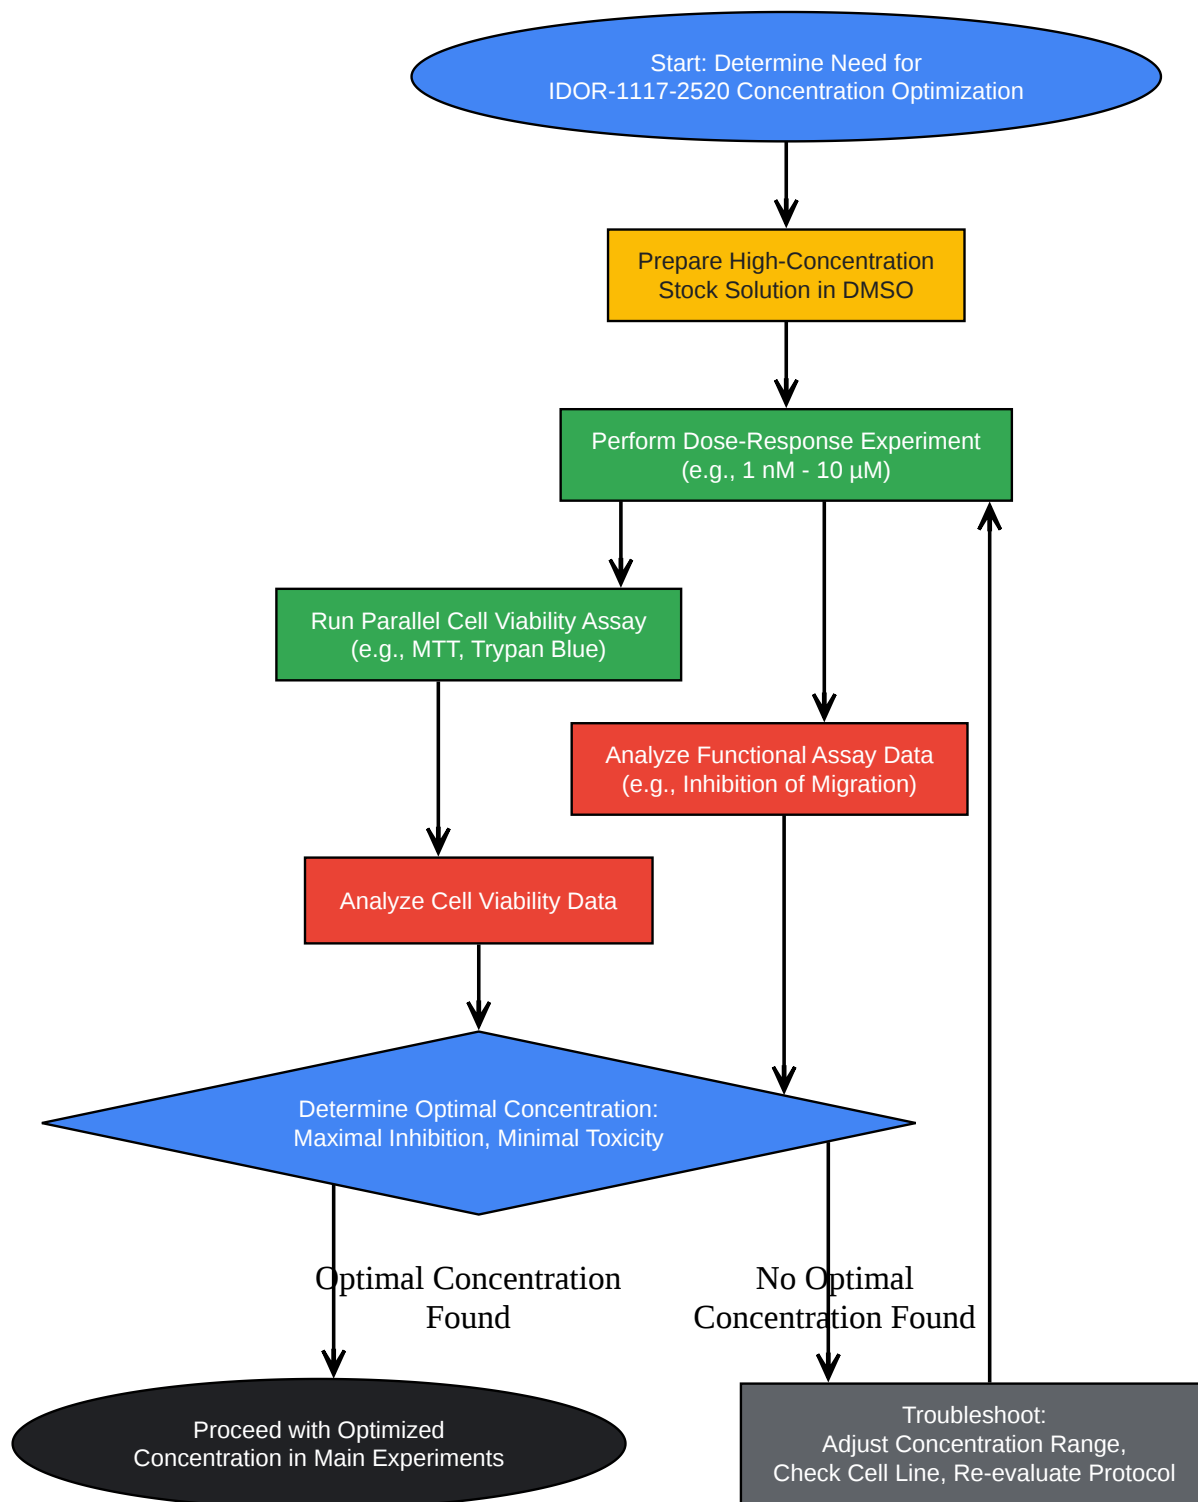 Start: Determine Need for
IDOR-1117-2520 Concentration Optimization
Prepare High-Concentration
Stock Solution in DMSO
Perform Dose-Response Experiment
(e.g., 1 nM - 10 µM)
Run Parallel Cell Viability Assay
(e.g., MTT, Trypan Blue)
Analyze Functional Assay Data
(e.g., Inhibition of Migration)
Analyze Cell Viability Data
Determine Optimal Concentration:
Maximal Inhibition, Minimal Toxicity
Optimal Concentration
Found
No Optimal
Concentration Found
Proceed with Optimized
Concentration in Main Experiments
Troubleshoot:
Adjust Concentration Range,
Check Cell Line, Re-evaluate Protocol